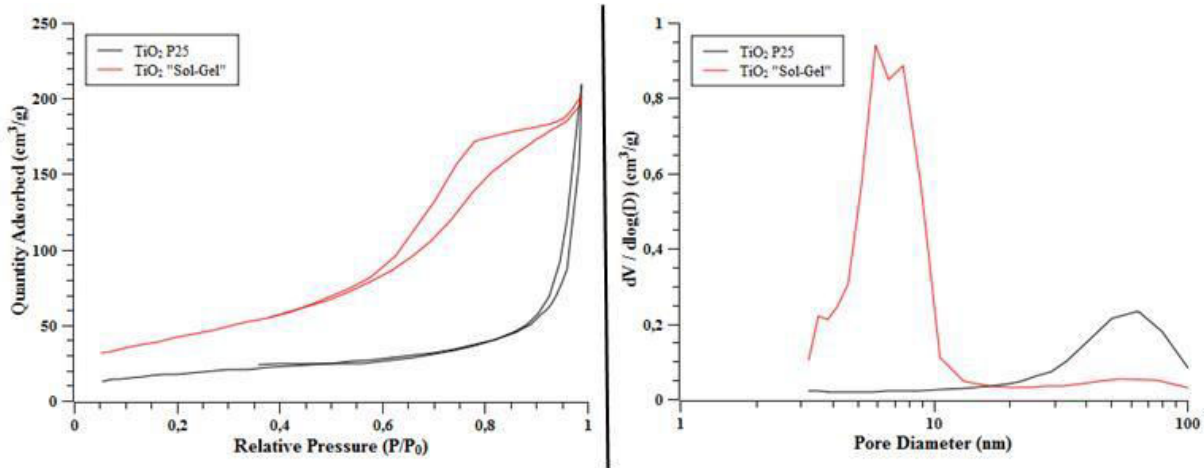 250
200
150
100
50
0
Quantity Adsorbed (cm³/g)
TiO₂ P25
TiO₂ "Sol-Gel"
0
0,2
0,4
0,6
0,8
1
Relative Pressure (P/P₀)
1
0,8
0,6
0,4
0,2
0
dV / dlog(D) (cm³/g)
TiO₂ P25
TiO₂ "Sol-Gel"
1
10
100
Pore Diameter (nm)